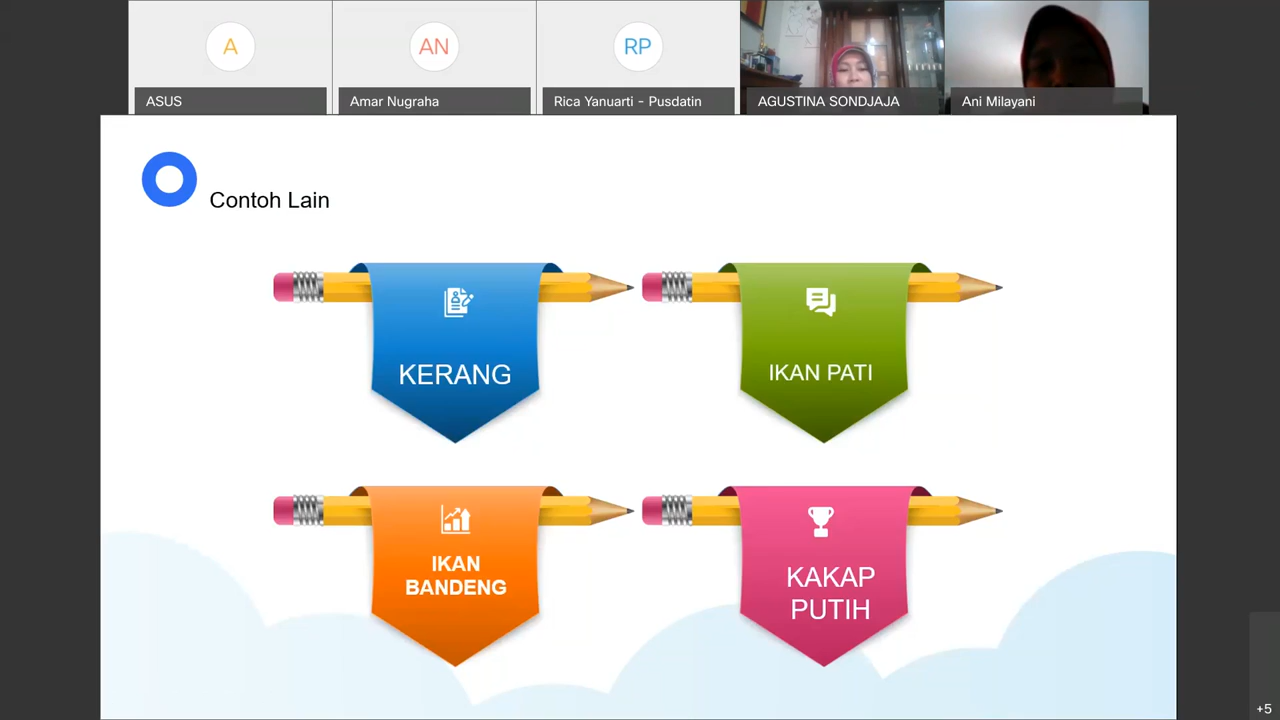 A
AN
RP
ASUS
Amar Nugraha
Rica Yanuarti - Pusdatin
AGUSTINA SONDJAJA
Ani Milayani
Contoh Lain
KERANG
IKAN PATI
IKAN
BANDENG
KAKAP
PUTIH
+5